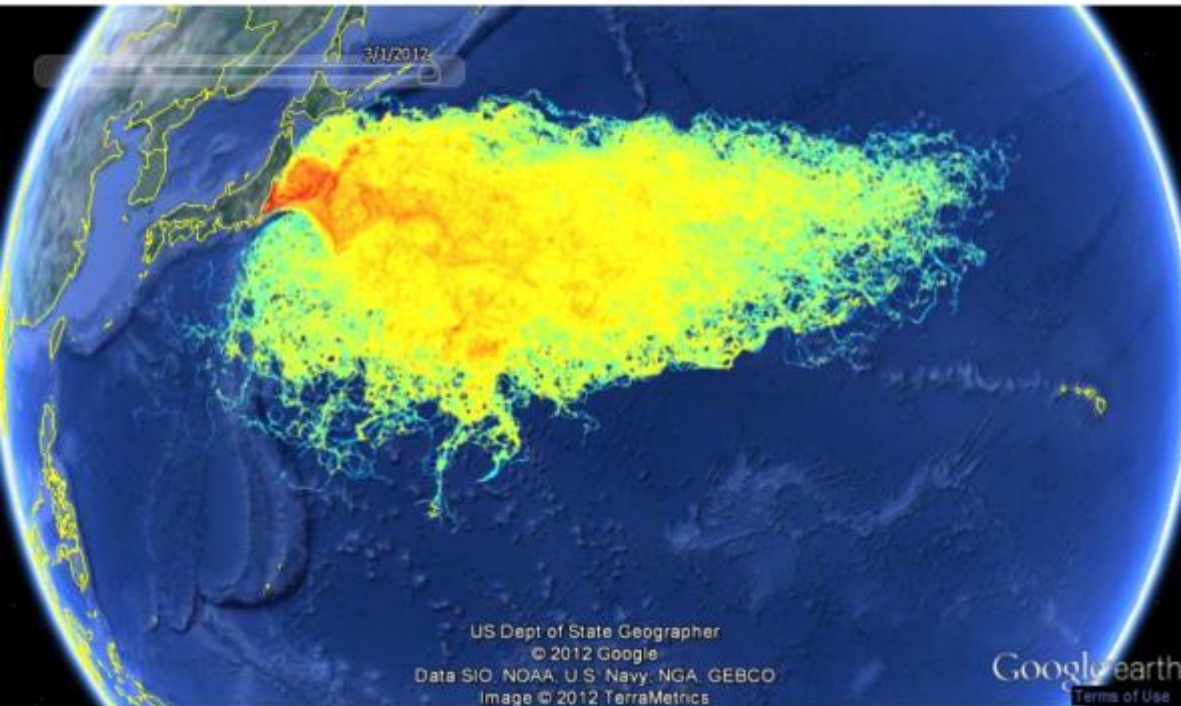 3/1/2012
US Dept of State Geographer
© 2012 Google
Data SIO, NOAA, U.S. Navy, NGA, GEBCO
Image © 2012 TerraMetrics
Google earth
Terms of Use